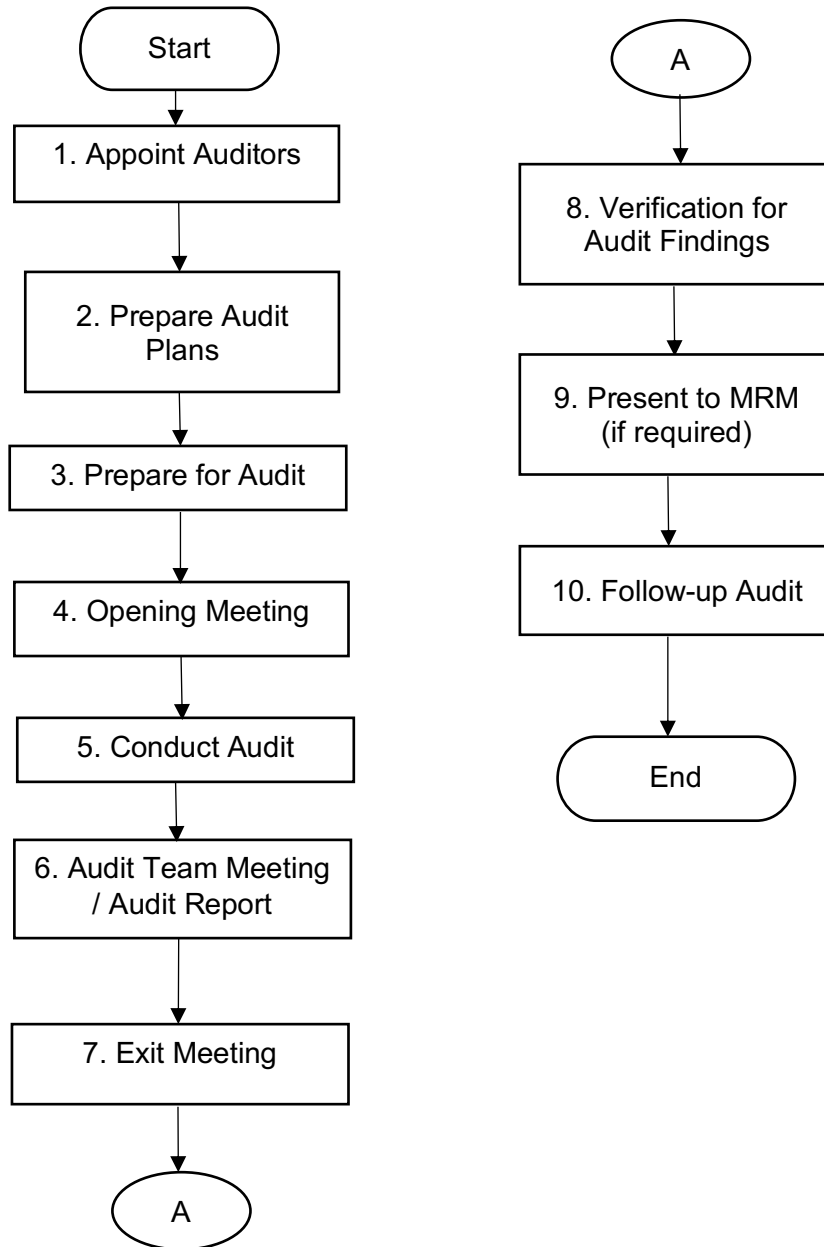 Start
1. Appoint Auditors
2. Prepare Audit
Plans
3. Prepare for Audit
4. Opening Meeting
5. Conduct Audit
6. Audit Team Meeting
/ Audit Report
7. Exit Meeting
A
A
8. Verification for
Audit Findings
9. Present to MRM
(if required)
10. Follow-up Audit
End